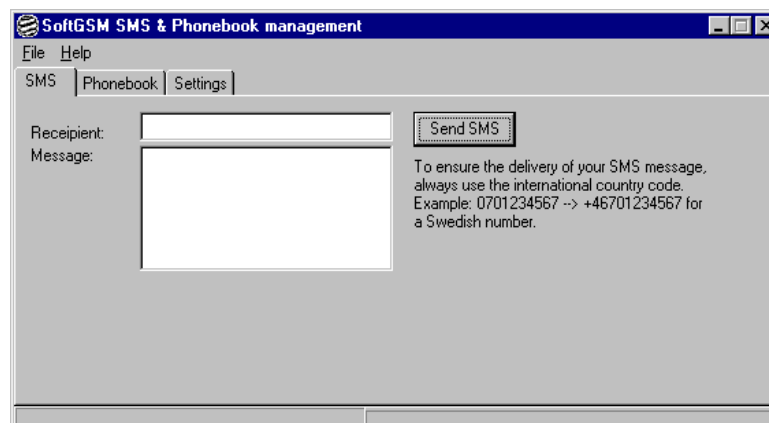 SoftGSM SMS & Phonebook management
File Help
SMS Phonebook Settings
Receipient:
Send SMS
Message:
To ensure the delivery of your SMS message,
always use the international country code.
Example: 0701234567 --> +46701234567 for
a Swedish number.